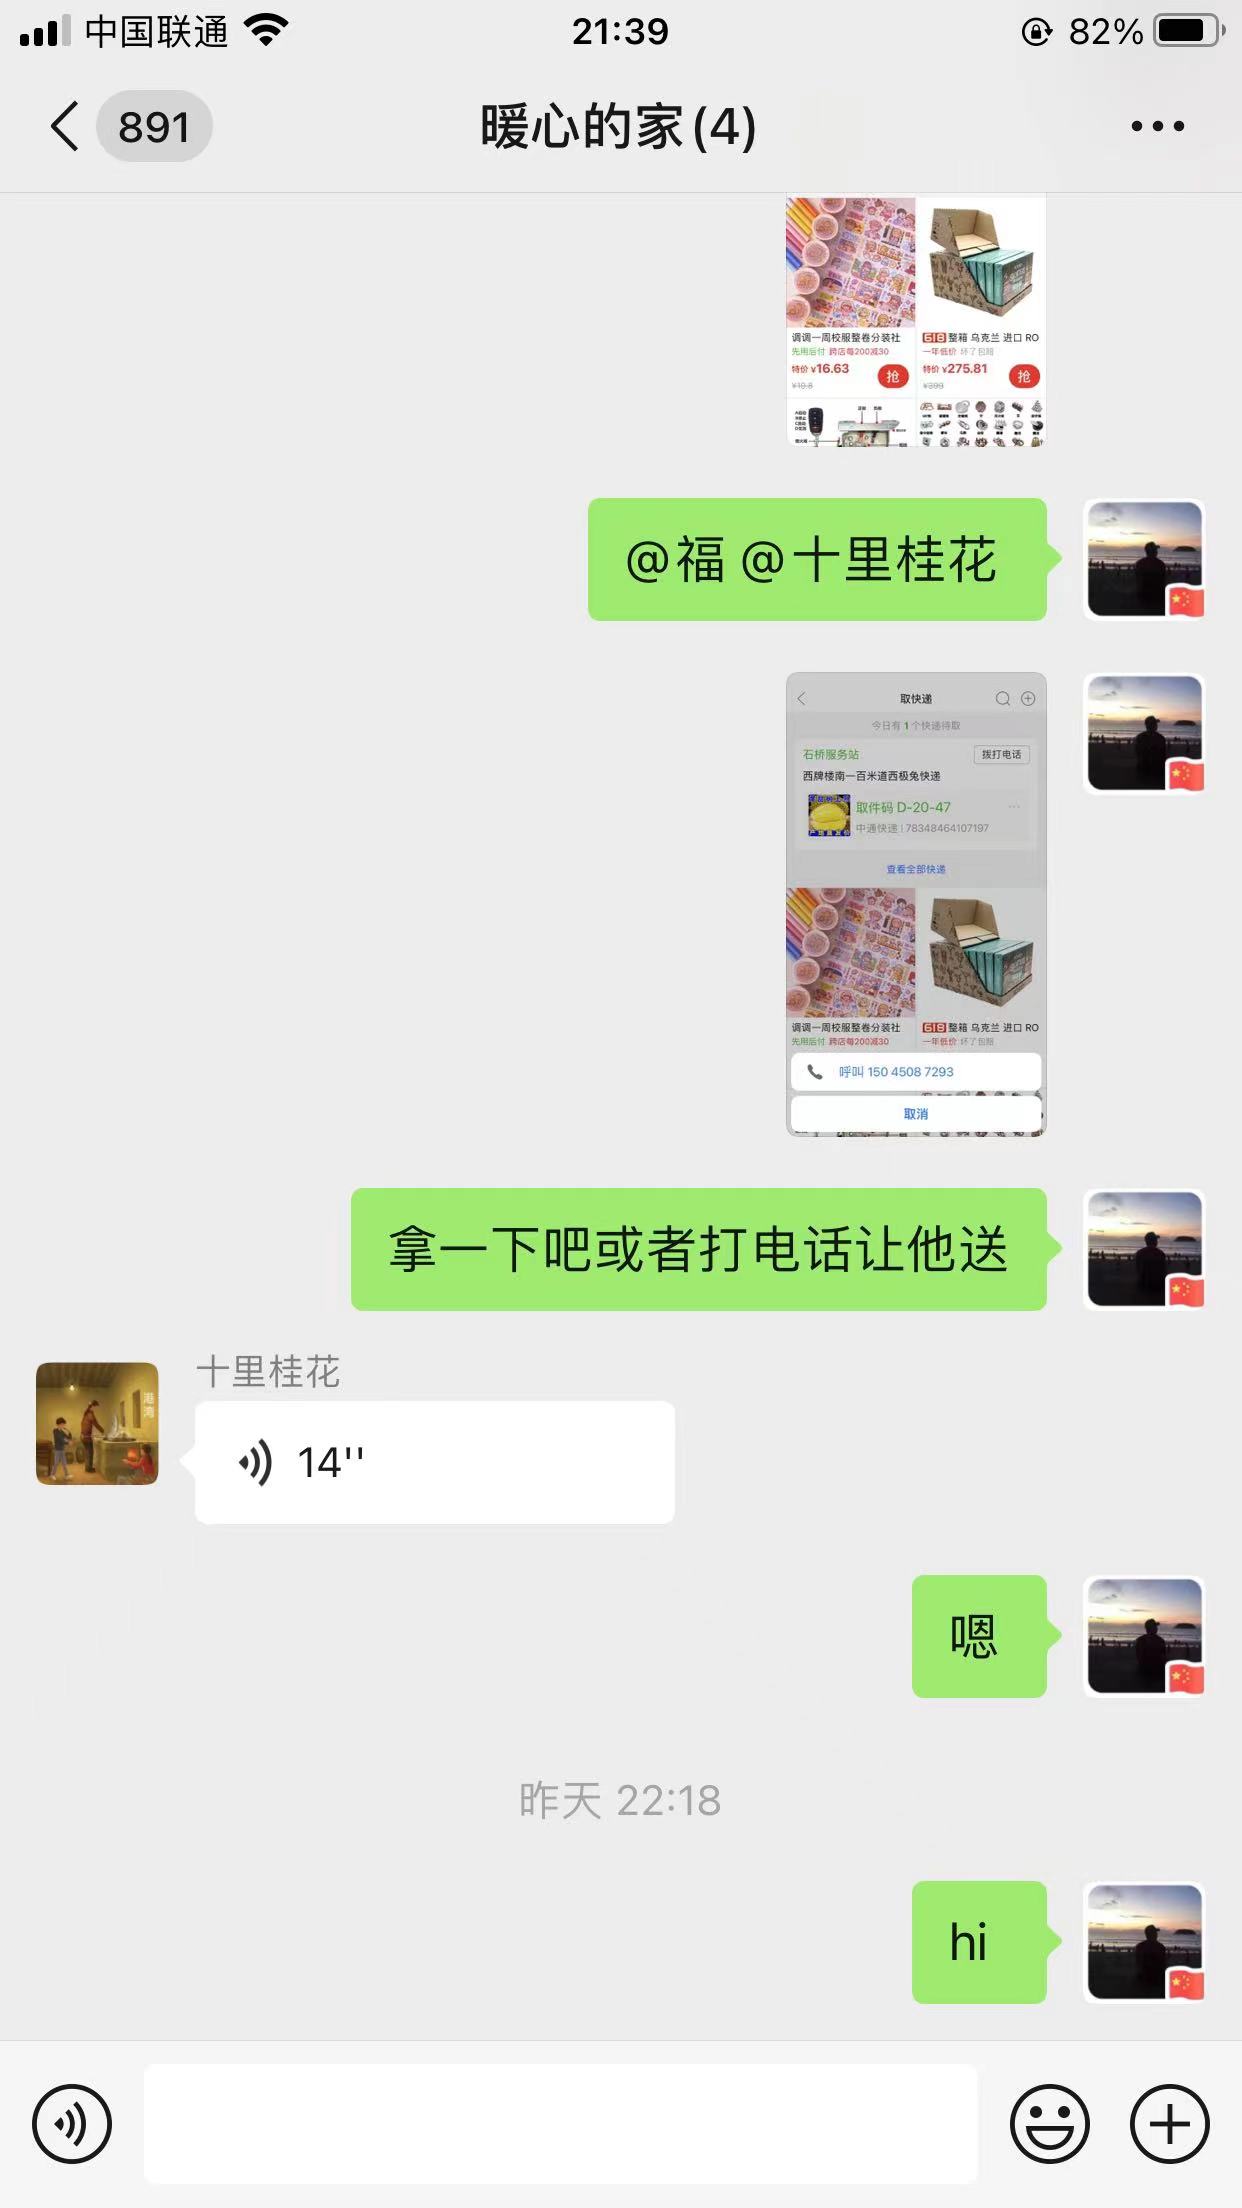 中国联通 21:39 82%
891 暖心的家(4)
调调一周校服整卷分装社
618 整箱 乌克兰 进口 RO
先用后付 跨店每200减30
一年低价 坏了包赔
特价 ¥16.63 抢
特价 ¥275.81 抢
¥19.8
¥399
@福 @十里桂花
取快递
今日有 1 个快递待取
石桥服务站 拨打电话
西牌楼南一百米道西极兔快递
取件码 D-20-47
中通快递 | 78348464107197
查看全部快递
调调一周校服整卷分装社
618 整箱 乌克兰 进口 RO
先用后付 跨店每200减30
一年低价 坏了包赔
呼叫 150 4508 7293
取消
拿一下吧或者打电话让他送
十里桂花
港湾
14''
嗯
昨天 22:18
hi